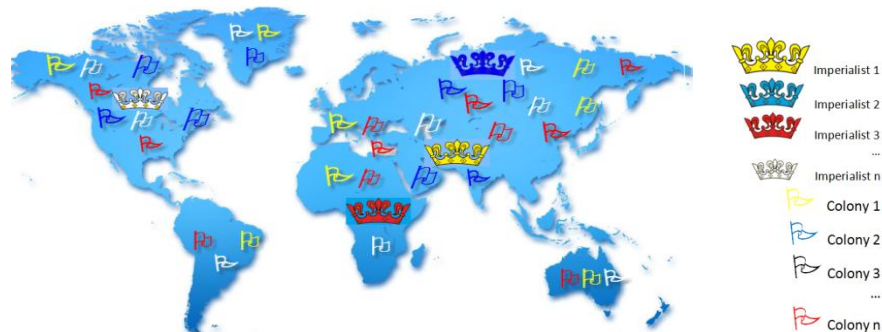 Imperialist 1
Imperialist 2
Imperialist 3
...
Imperialist n
Colony 1
Colony 2
Colony 3
...
Colony n